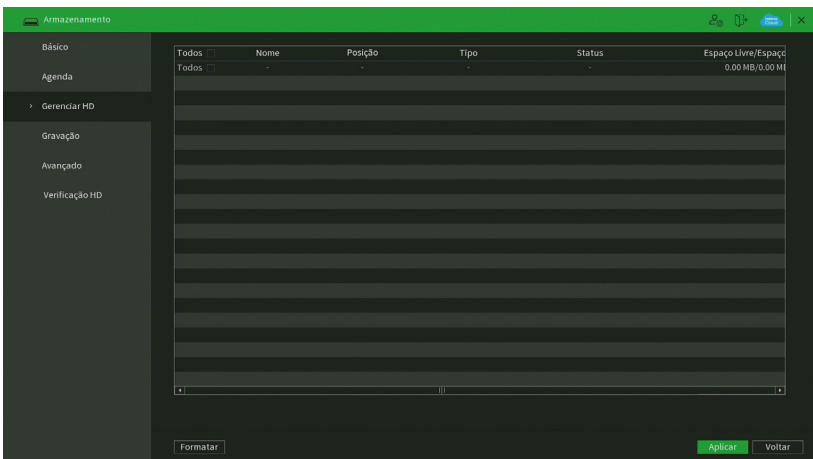 Armazenamento
Básico
Agenda
Gerenciar HD
Gravação
Avançado
Verificação HD
Todos Nome Posição Tipo Status Espaço Livre/Espaço
Todos - - - - 0.00 MB/0.00 MB
Formatar
Aplicar Voltar